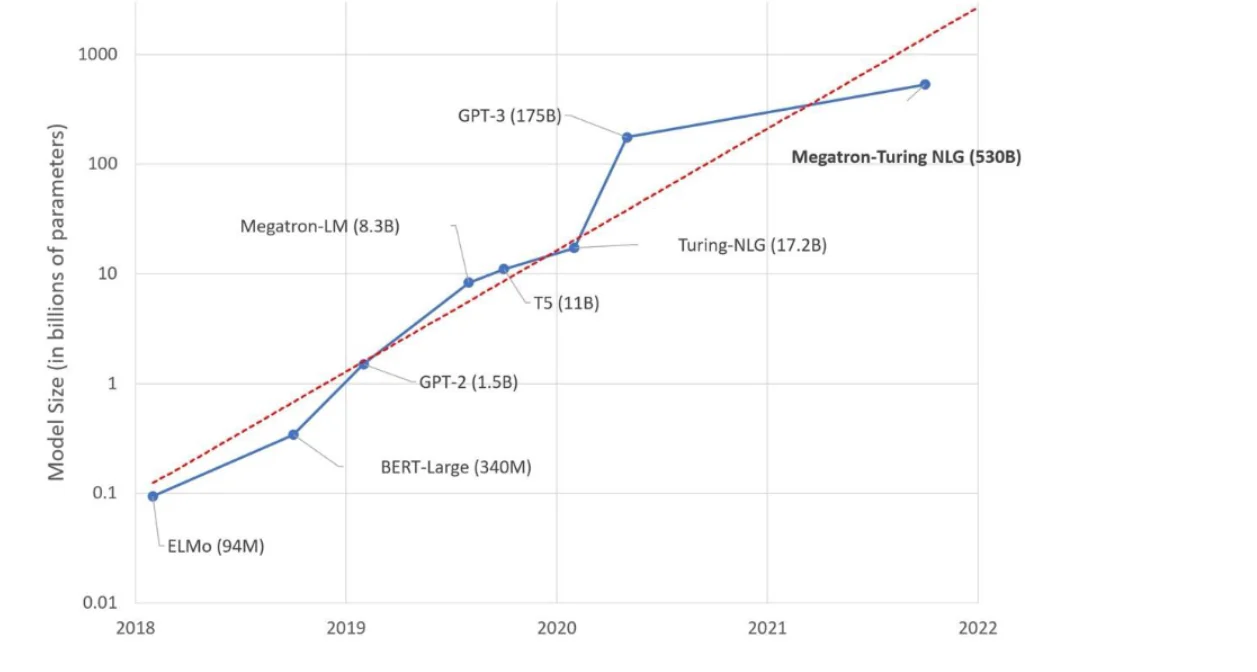 Model Size (in billions of parameters)
1000
100
10
1
0.1
0.01
GPT-3 (175B)
Megatron-Turing NLG (530B)
Megatron-LM (8.3B)
Turing-NLG (17.2B)
T5 (11B)
GPT-2 (1.5B)
BERT-Large (340M)
ELMo (94M)
2018
2019
2020
2021
2022